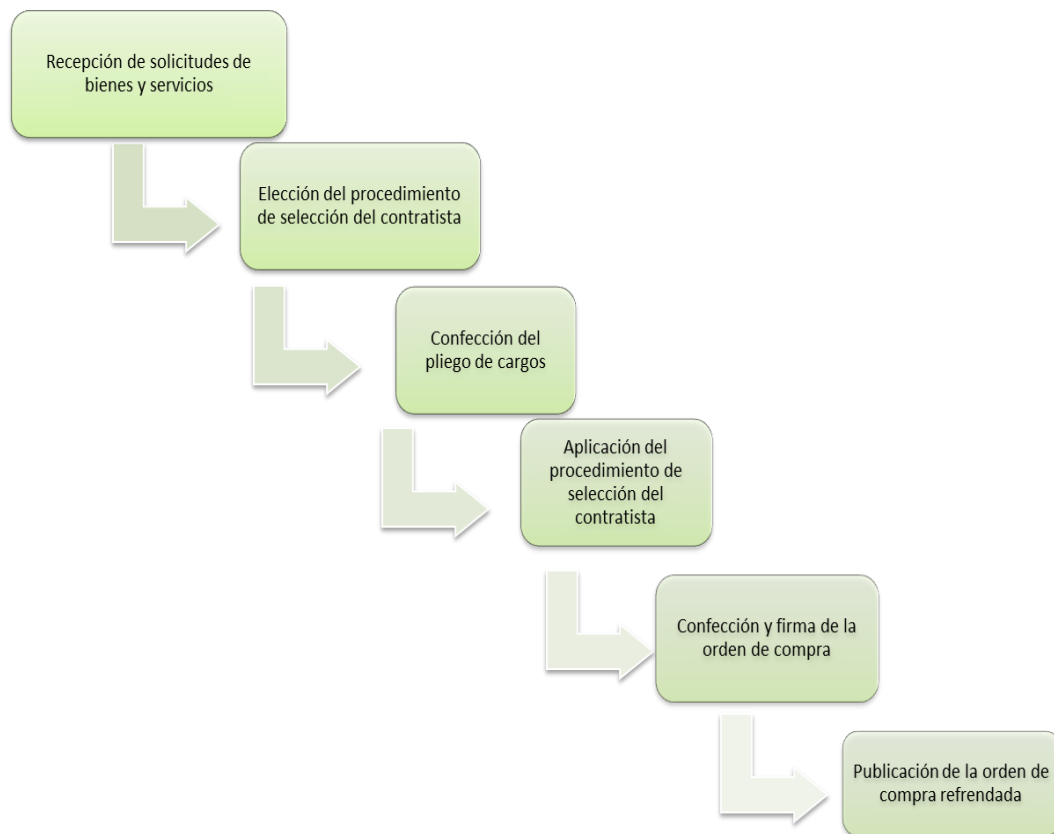 Recepción de solicitudes de
bienes y servicios
Elección del procedimiento
de selección del contratista
Confección del
pliego de cargos
Aplicación del
procedimiento de
selección del
contratista
Confección y firma de la
orden de compra
Publicación de la orden de
compra refrendada